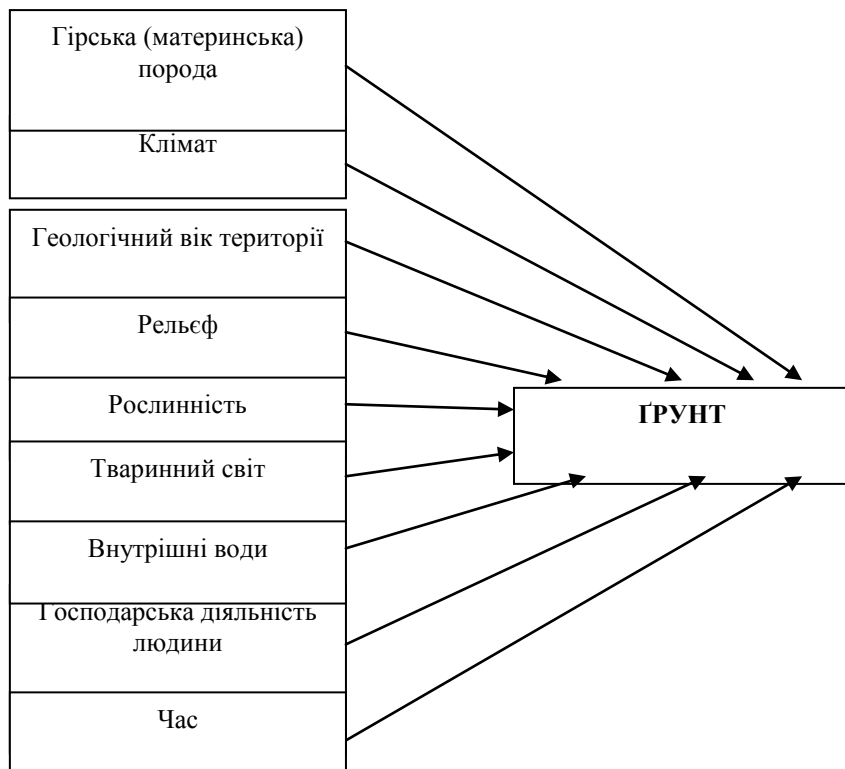 Гірська (материнська)
порода
Клімат
Геологічний вік території
Рельєф
Рослинність
ҐРУНТ
Тваринний світ
Внутрішні води
Господарська діяльність
людини
Час